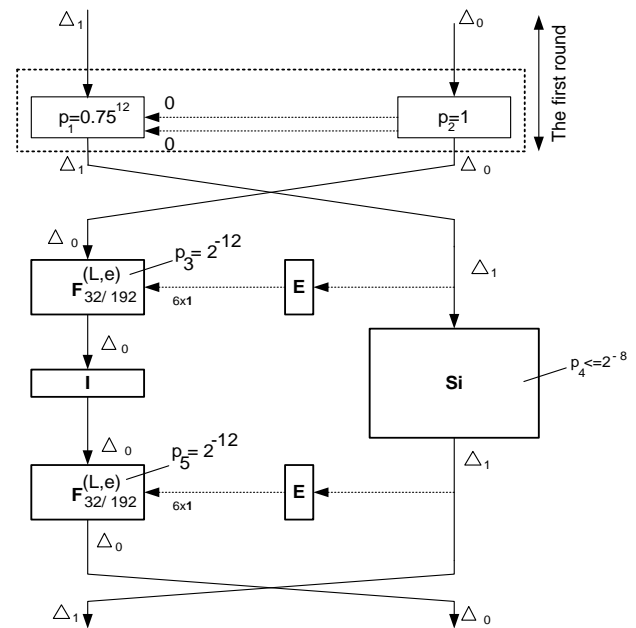 △1
△0
The first round
0
p1=0.75^12
p2=1
0
△1
△0
△0
p3=2^-12
F(L,e)32/192
6x1
E
△1
△0
I
Si
p4<=2^-8
△0
p5=2^-12
△1
F(L,e)32/192
6x1
E
△0
△1
△0